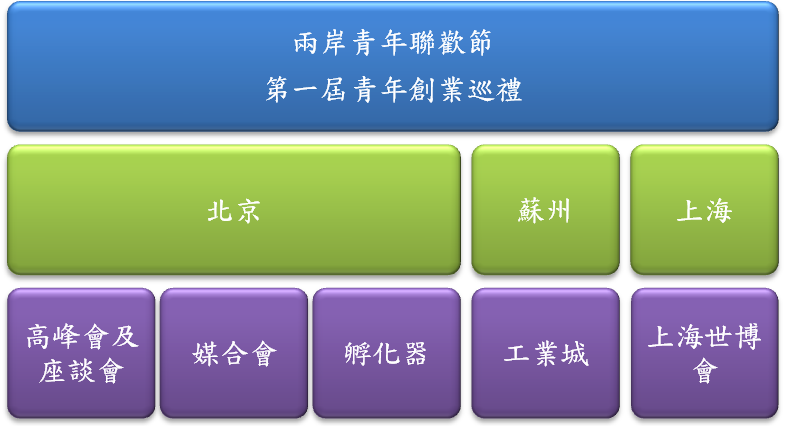 兩岸青年聯歡節
第一屆青年創業巡禮
北京
蘇州
上海
高峰會及
座談會
媒合會
孵化器
工業城
上海世博
會